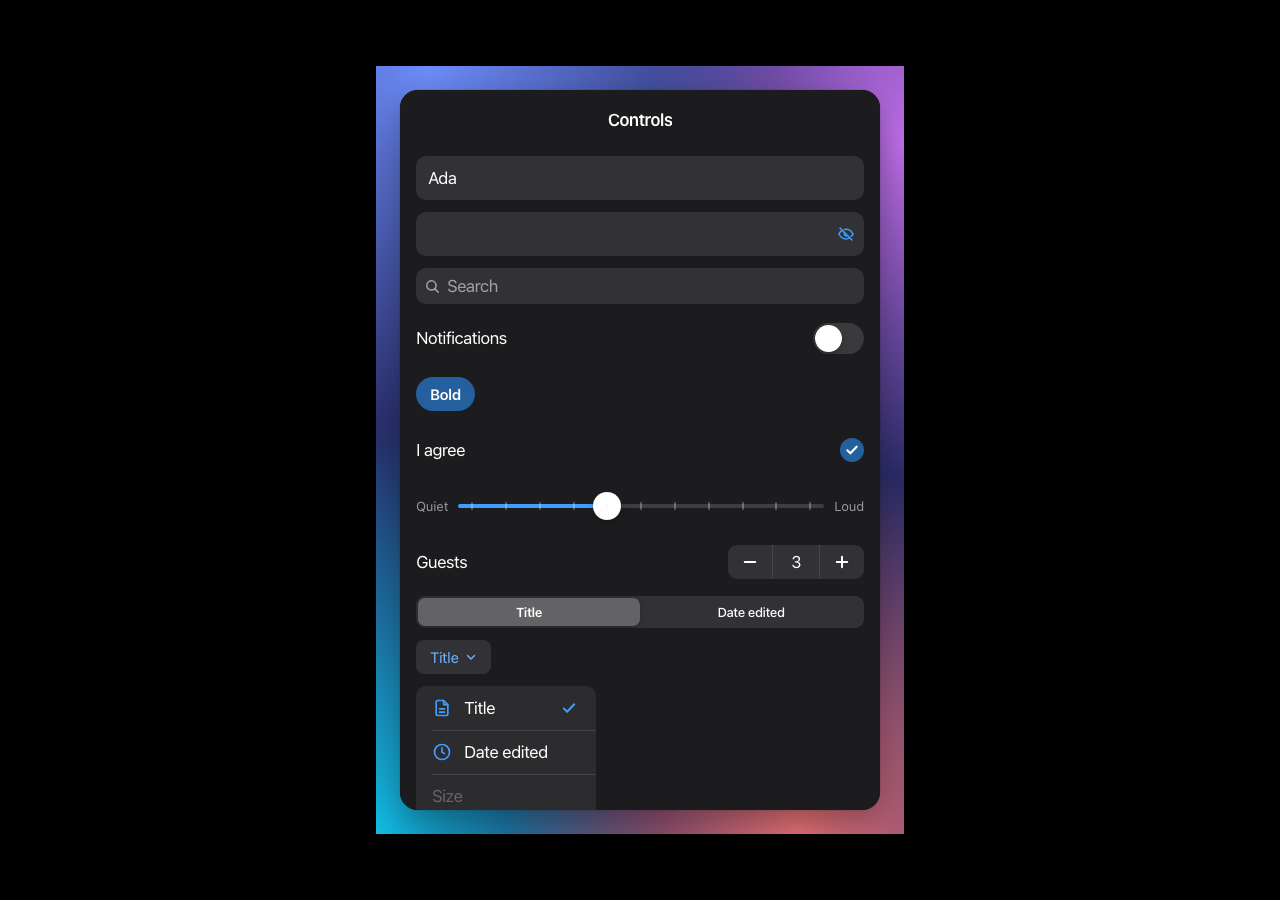 Controls
Ada
Search
Notifications
Bold
I agree
Quiet Loud
Guests 3
Title Date edited
Title
Title
Date edited
Size